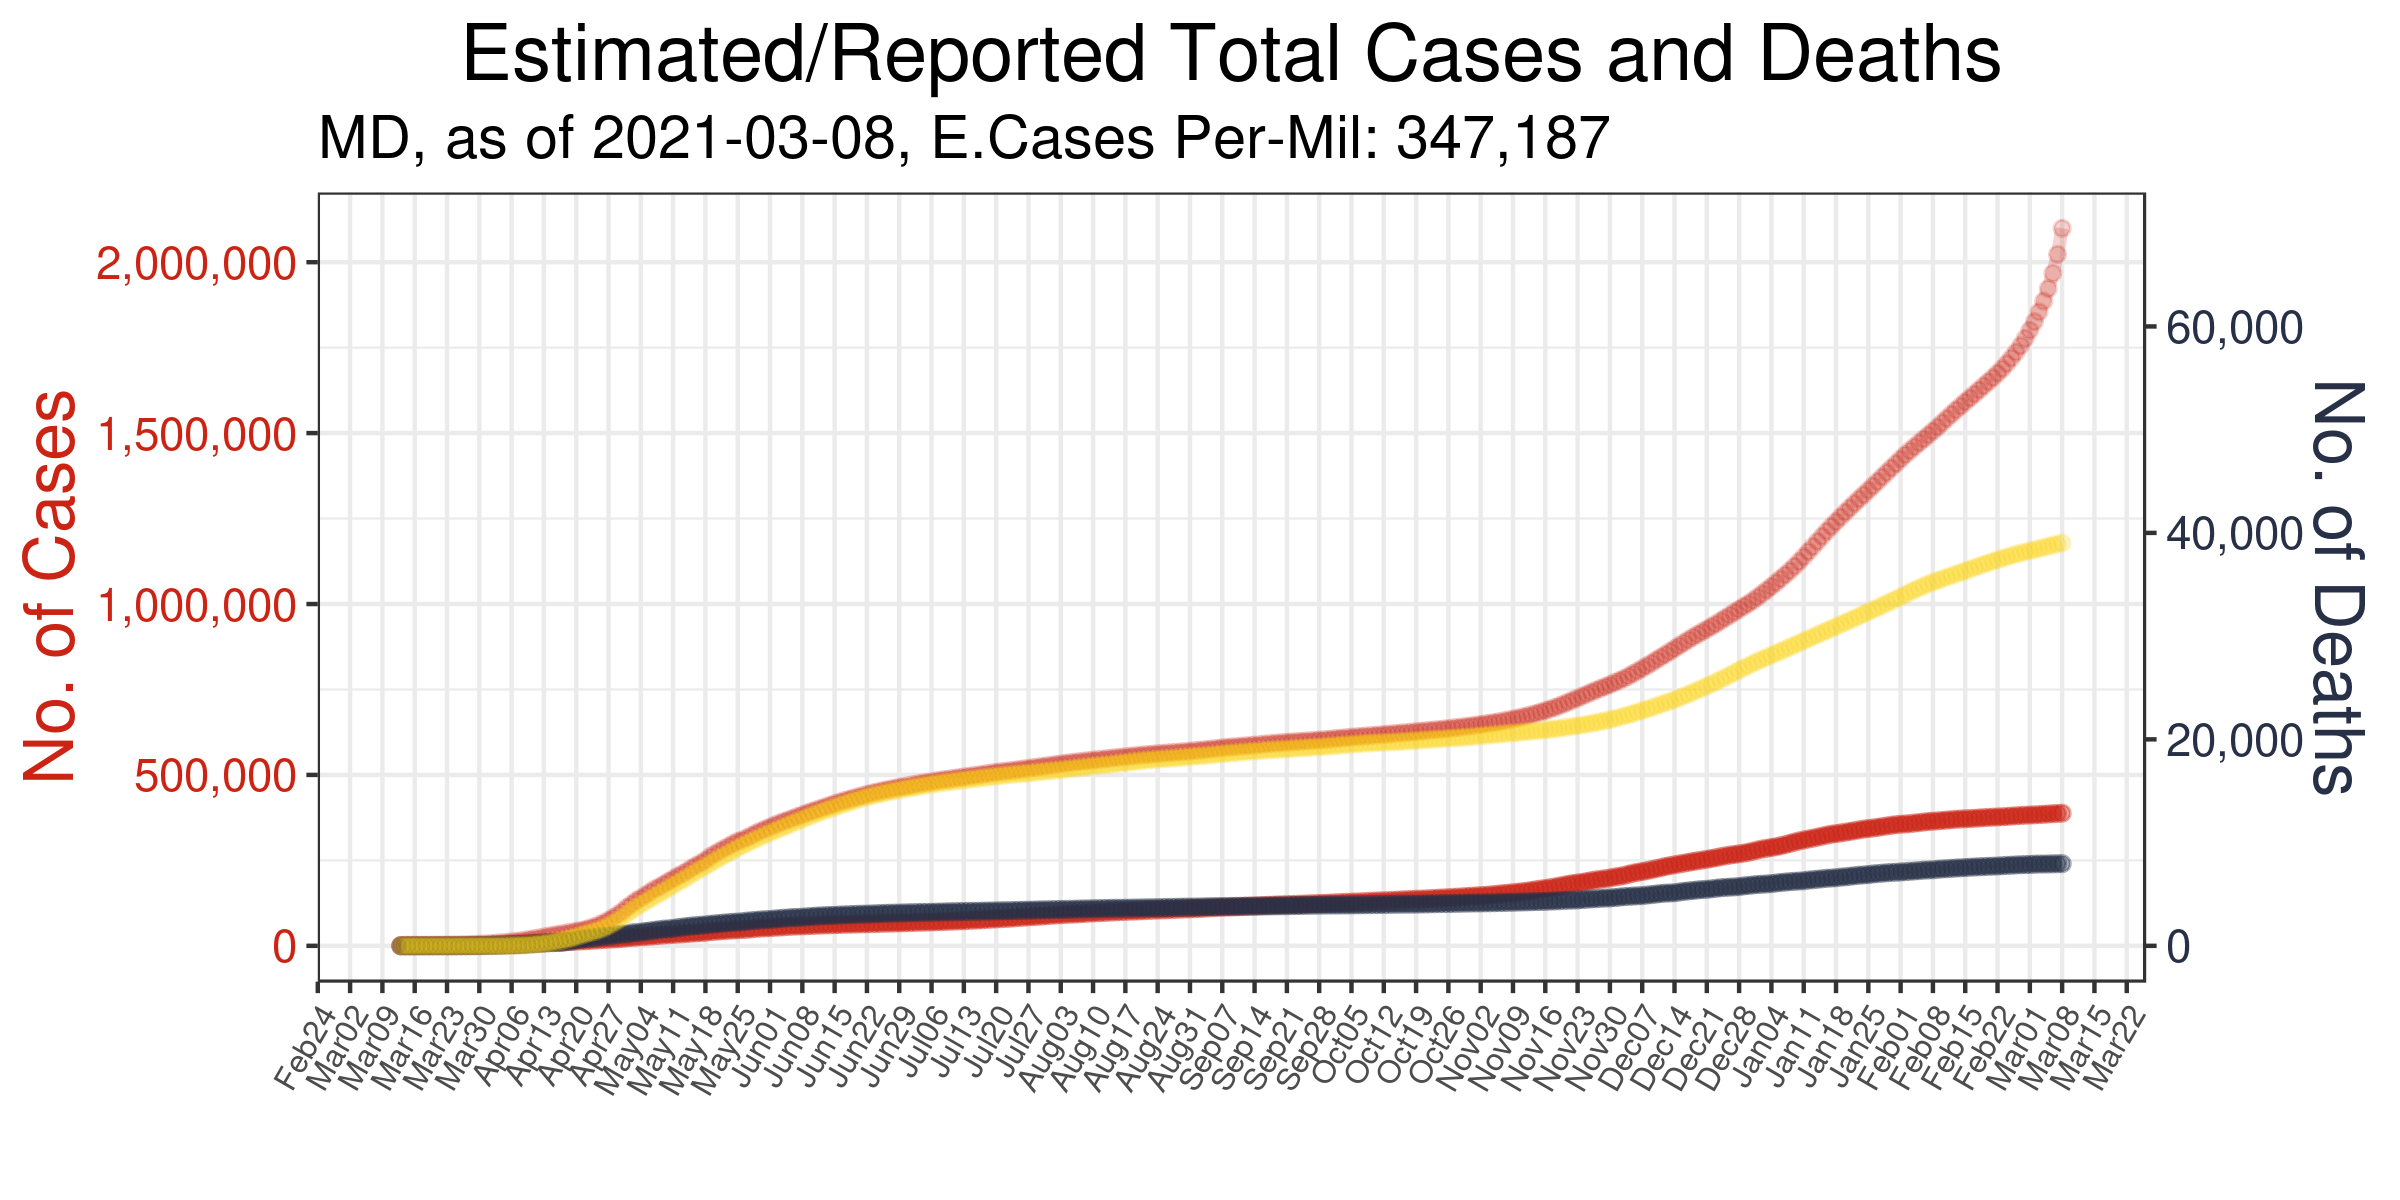 Estimated/Reported Total Cases and Deaths
MD, as of 2021-03-08, E.Cases Per-Mil: 347,187
No. of Cases
2,000,000
1,500,000
1,000,000
500,000
0
60,000
40,000
20,000
0
No. of Deaths
Feb24
Mar02
Mar09
Mar16
Mar23
Mar30
Apr06
Apr13
Apr20
Apr27
May04
May11
May18
May25
Jun01
Jun08
Jun15
Jun22
Jun29
Jul06
Jul13
Jul20
Jul27
Aug03
Aug10
Aug17
Aug24
Aug31
Sep07
Sep14
Sep21
Sep28
Oct05
Oct12
Oct19
Oct26
Nov02
Nov09
Nov16
Nov23
Nov30
Dec07
Dec14
Dec21
Dec28
Jan04
Jan11
Jan18
Jan25
Feb01
Feb08
Feb15
Feb22
Mar01
Mar08
Mar15
Mar22